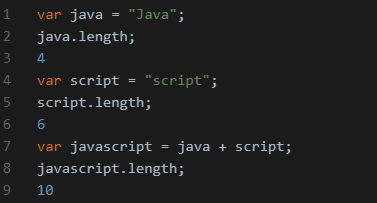 1 var java = "Java";
2 java.length;
3 4
4 var script = "script";
5 script.length;
6 6
7 var javascript = java + script;
8 javascript.length;
9 10